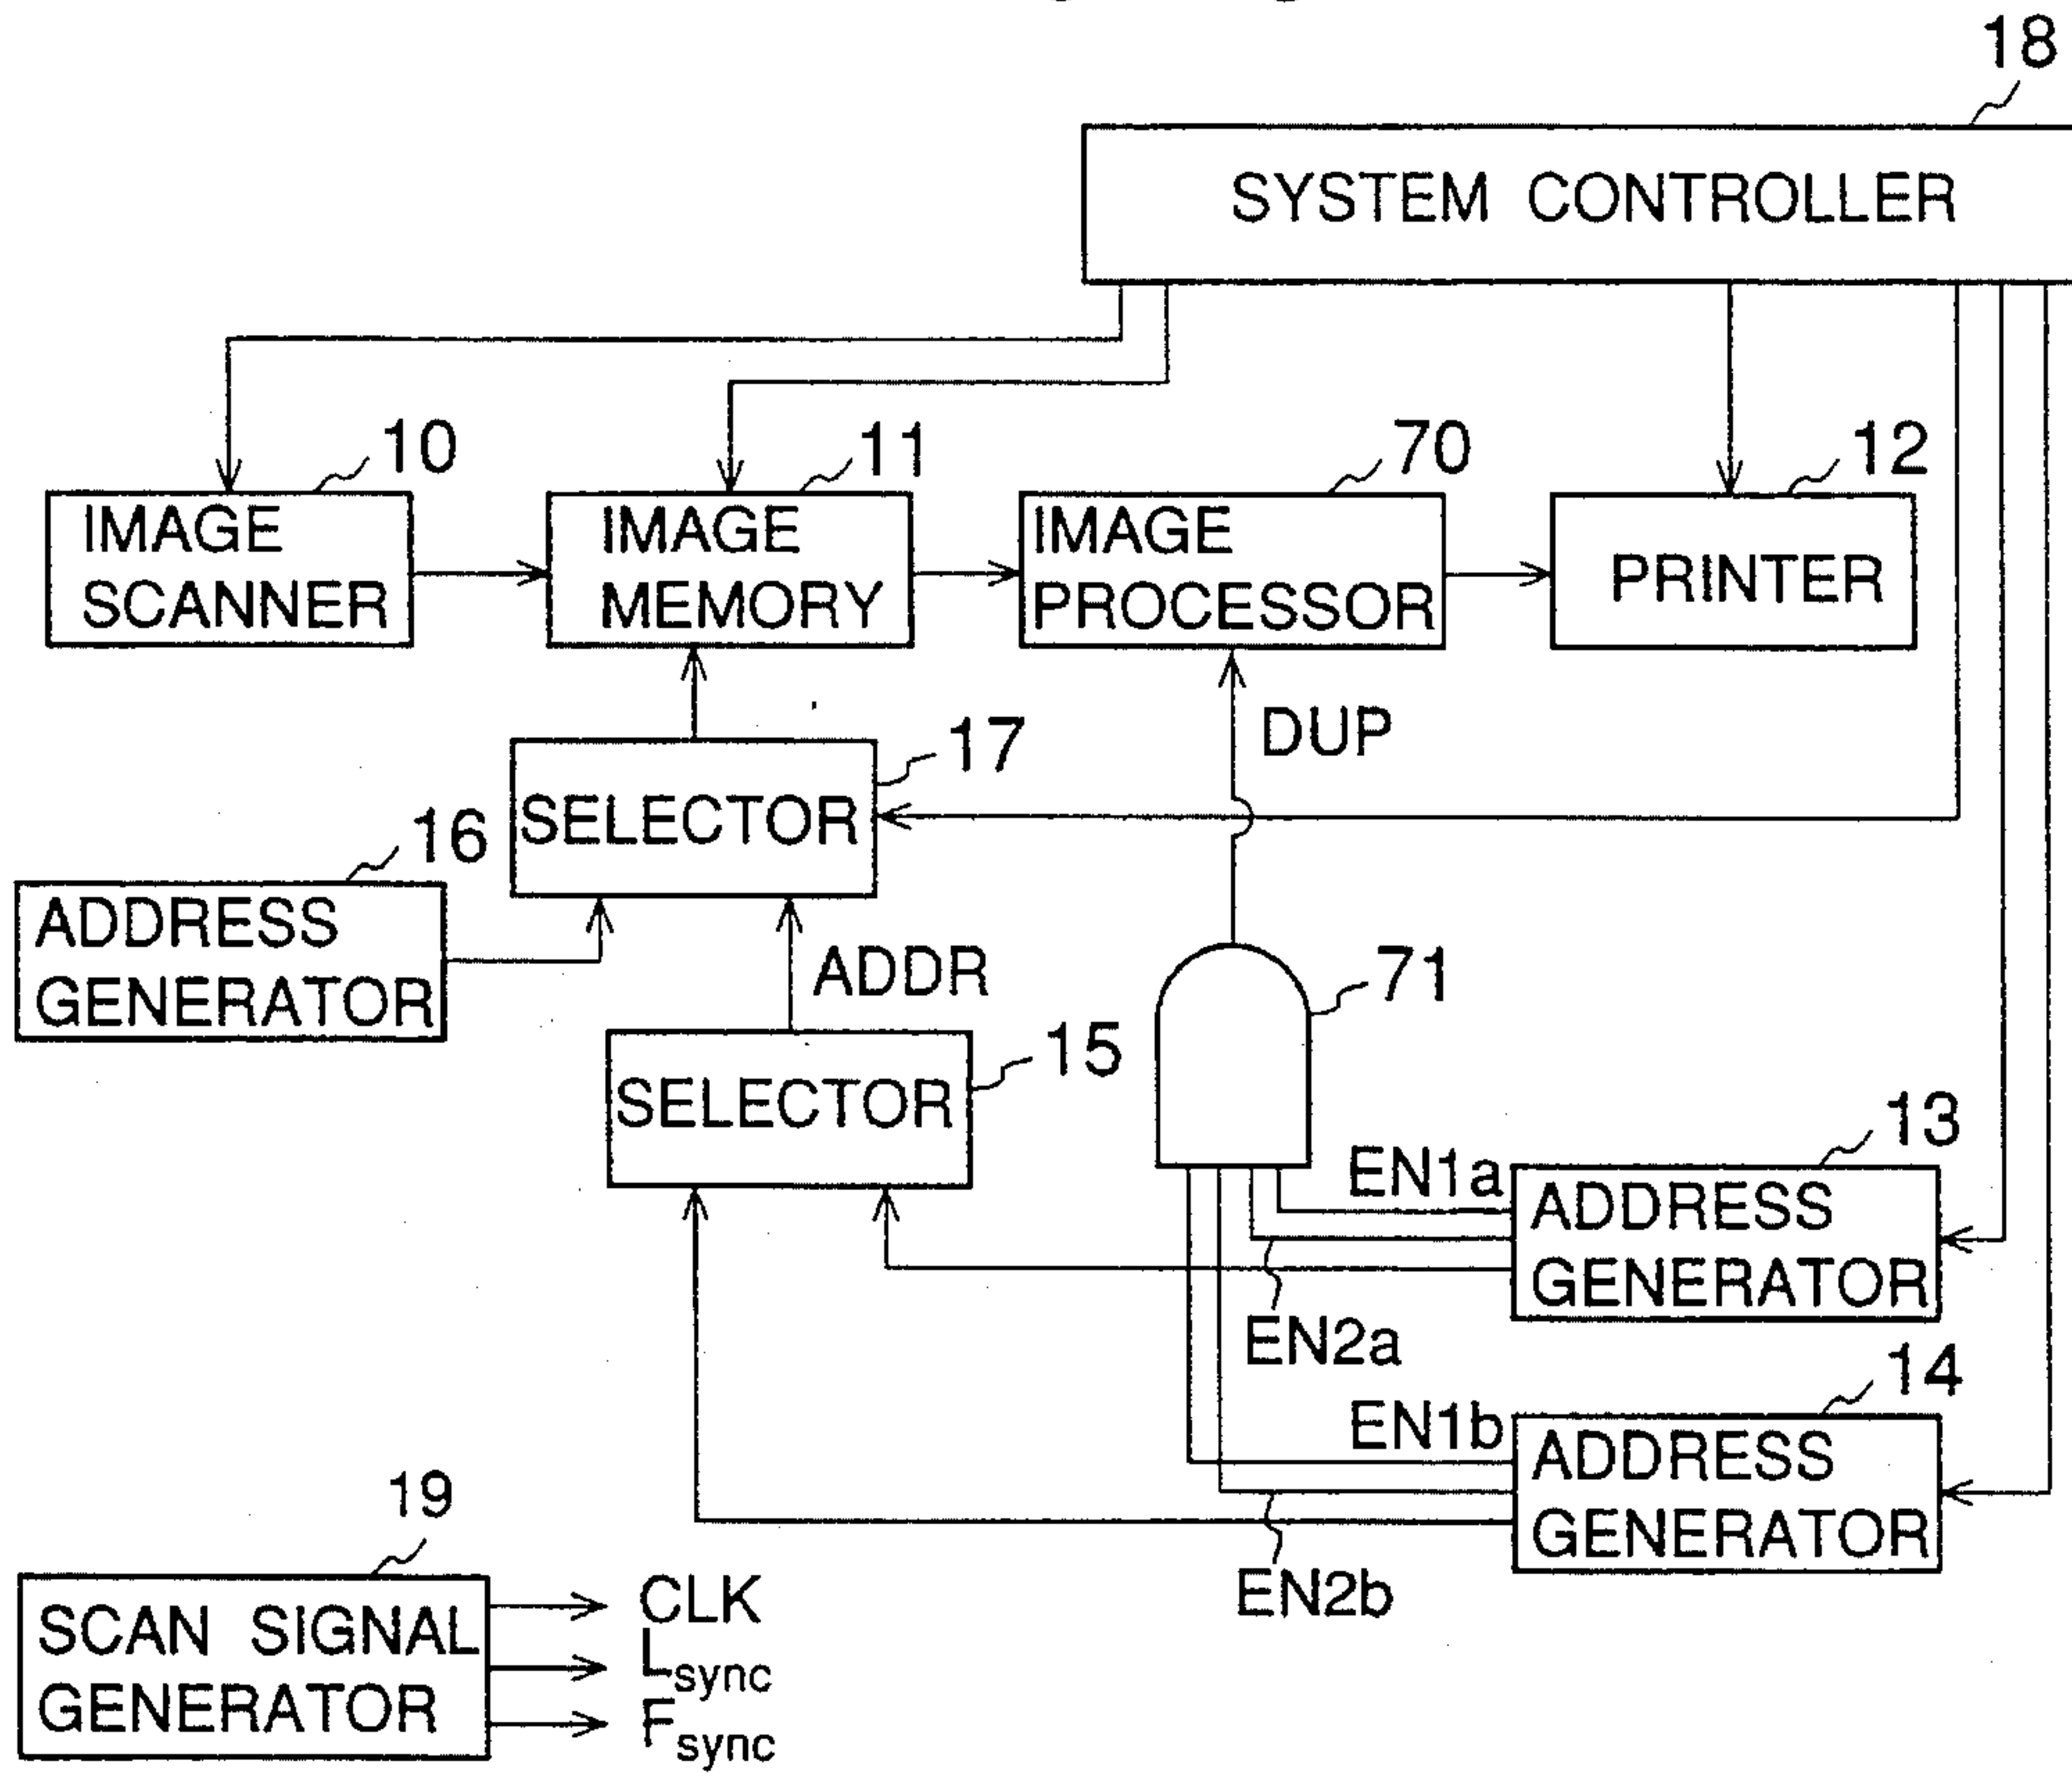 18
SYSTEM CONTROLLER
10
11
70
12
IMAGE
SCANNER
IMAGE
MEMORY
IMAGE
PROCESSOR
PRINTER
17
DUP
SELECTOR
16
ADDRESS
GENERATOR
ADDR
71
15
SELECTOR
13
EN1a
ADDRESS
GENERATOR
EN2a
14
EN1b
ADDRESS
GENERATOR
EN2b
19
SCAN SIGNAL
GENERATOR
CLK
Lsync
Fsync